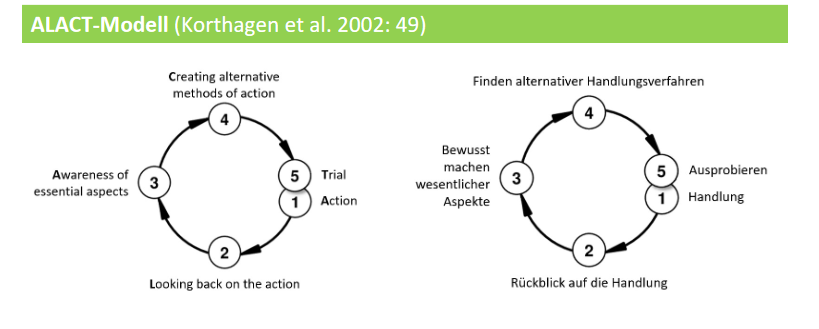 ALACT-Modell (Korthagen et al. 2002: 49)
Creating alternative
methods of action
4
5 Trial
1 Action
Awareness of
essential aspects
3
2
Looking back on the action
Finden alternativer Handlungsverfahren
4
5 Ausprobieren
1 Handlung
Bewusst
machen
wesentlicher
Aspekte
3
2
Rückblick auf die Handlung